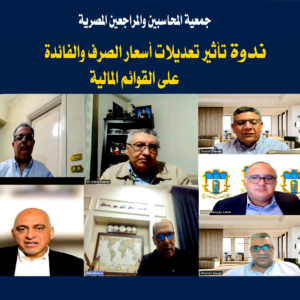 جمعية المحاسبين والمراجعين المصرية
ندوة تأثير تعديلات أسعار الصرف والفائدة
على القوائم المالية